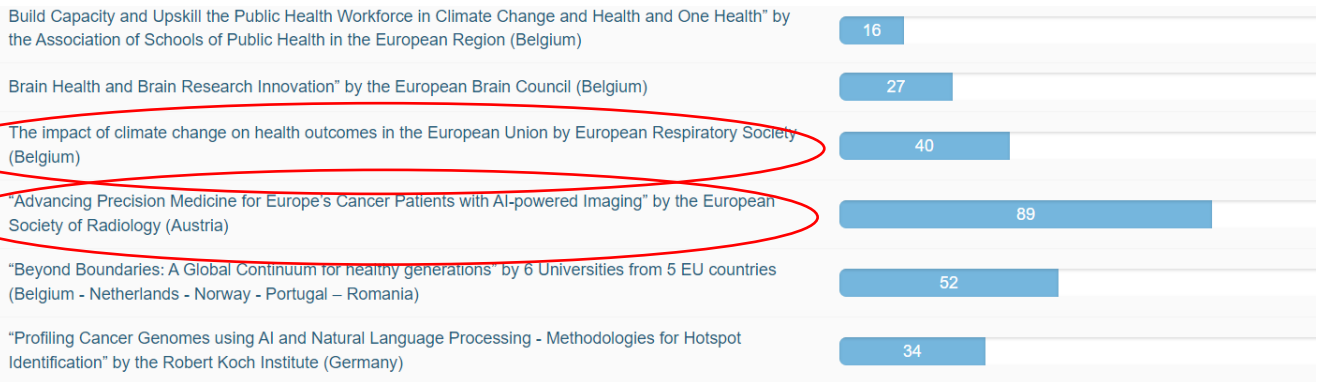 Build Capacity and Upskill the Public Health Workforce in Climate Change and Health and One Health” by
the Association of Schools of Public Health in the European Region (Belgium)
16
Brain Health and Brain Research Innovation” by the European Brain Council (Belgium)
27
The impact of climate change on health outcomes in the European Union by European Respiratory Society
(Belgium)
40
“Advancing Precision Medicine for Europe’s Cancer Patients with AI-powered Imaging” by the European
Society of Radiology (Austria)
89
“Beyond Boundaries: A Global Continuum for healthy generations” by 6 Universities from 5 EU countries
(Belgium - Netherlands - Norway - Portugal – Romania)
52
“Profiling Cancer Genomes using AI and Natural Language Processing - Methodologies for Hotspot
Identification” by the Robert Koch Institute (Germany)
34